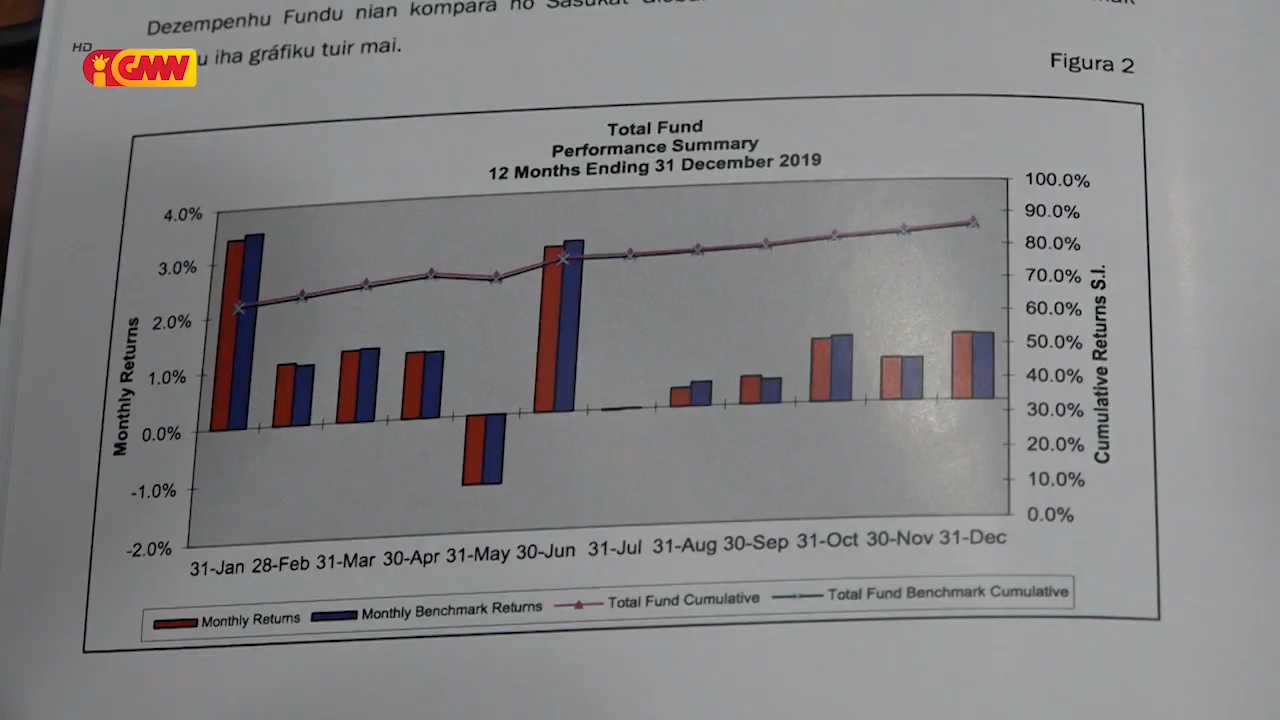 Dezempenhu Fundu nian kompara ho Sasukat
u iha gráfiku tuir mai.
HD
GMN
Figura 2
Total Fund
Performance Summary
12 Months Ending 31 December 2019
4.0%
3.0%
2.0%
1.0%
0.0%
-1.0%
-2.0%
Monthly Returns
100.0%
90.0%
80.0%
70.0%
60.0%
50.0%
40.0%
30.0%
20.0%
10.0%
0.0%
Cumulative Returns S.I.
31-Jan 28-Feb 31-Mar 30-Apr 31-May 30-Jun 31-Jul 31-Aug 30-Sep 31-Oct 30-Nov 31-Dec
Monthly Returns Monthly Benchmark Returns Total Fund Cumulative Total Fund Benchmark Cumulative